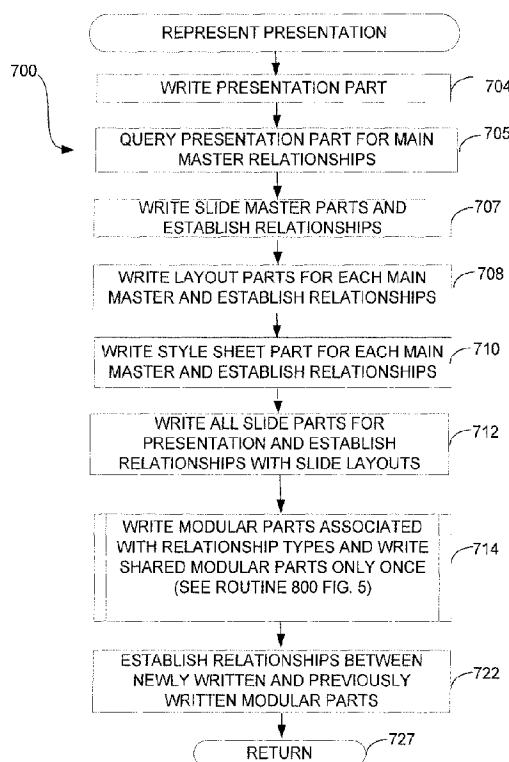 REPRESENT PRESENTATION
700
WRITE PRESENTATION PART
704
QUERY PRESENTATION PART FOR MAIN
MASTER RELATIONSHIPS
705
WRITE SLIDE MASTER PARTS AND
ESTABLISH RELATIONSHIPS
707
WRITE LAYOUT PARTS FOR EACH MAIN
MASTER AND ESTABLISH RELATIONSHIPS
708
WRITE STYLE SHEET PART FOR EACH MAIN
MASTER AND ESTABLISH RELATIONSHIPS
710
WRITE ALL SLIDE PARTS FOR
PRESENTATION AND ESTABLISH
RELATIONSHIPS WITH SLIDE LAYOUTS
712
WRITE MODULAR PARTS ASSOCIATED
WITH RELATIONSHIP TYPES AND WRITE
SHARED MODULAR PARTS ONLY ONCE
(SEE ROUTINE 800 FIG. 5)
714
ESTABLISH RELATIONSHIPS BETWEEN
NEWLY WRITTEN AND PREVIOUSLY
WRITTEN MODULAR PARTS
722
RETURN
727